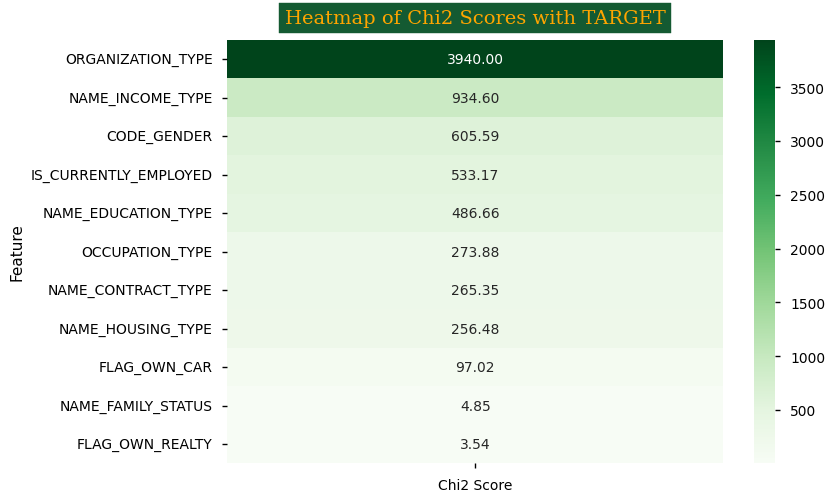 Heatmap of Chi2 Scores with TARGET
Feature
ORGANIZATION_TYPE 3940.00
NAME_INCOME_TYPE 934.60
CODE_GENDER 605.59
IS_CURRENTLY_EMPLOYED 533.17
NAME_EDUCATION_TYPE 486.66
OCCUPATION_TYPE 273.88
NAME_CONTRACT_TYPE 265.35
NAME_HOUSING_TYPE 256.48
FLAG_OWN_CAR 97.02
NAME_FAMILY_STATUS 4.85
FLAG_OWN_REALTY 3.54
Chi2 Score
3500
3000
2500
2000
1500
1000
500